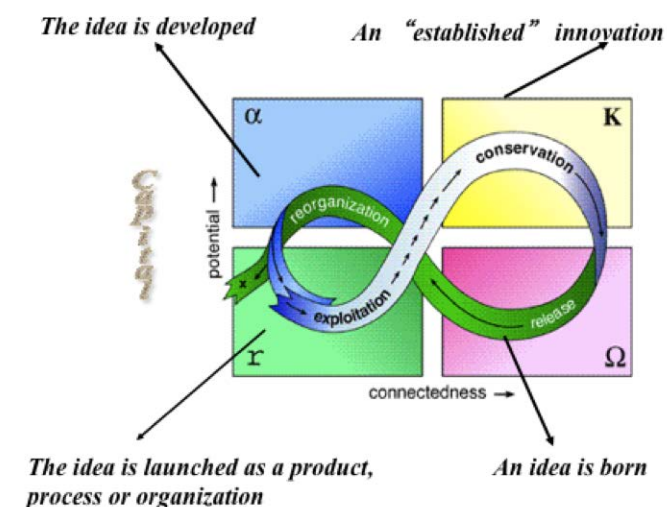 The idea is developed
An “established” innovation
α
K
conservation
reorganization
potential →
x
exploitation
release
r
Ω
connectedness →
The idea is launched as a product,
process or organization
An idea is born